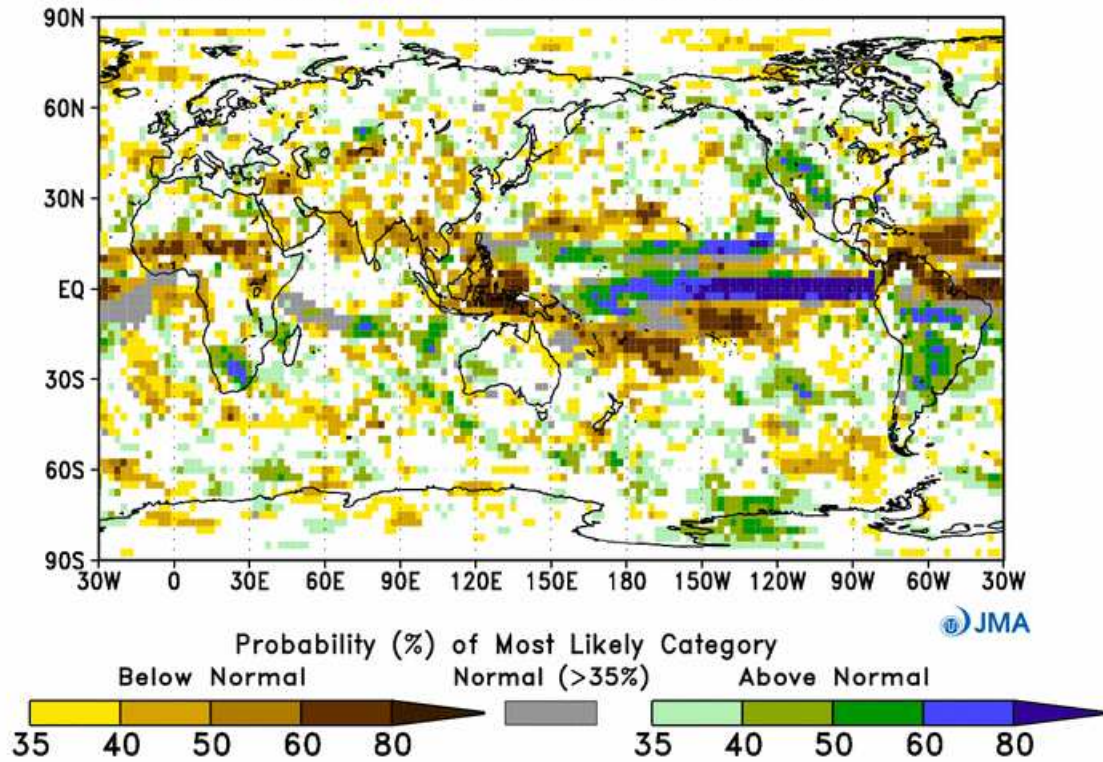 90N
60N
30N
EQ
30S
60S
90S
30W 0 30E 60E 90E 120E 150E 180 150W 120W 90W 60W 30W
JMA
Probability (%) of Most Likely Category
Below Normal Normal (>35%) Above Normal
35 40 50 60 80 35 40 50 60 80